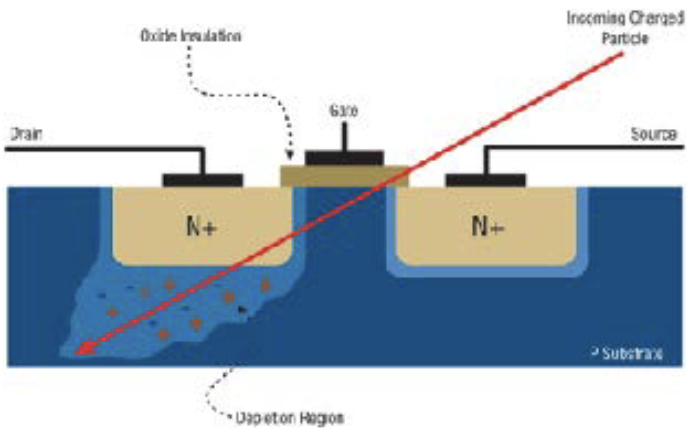 Incoming Charged
Particle
Oxide Insulation
Gate
Drain
Source
N+
N+
P Substrate
Depletion Region